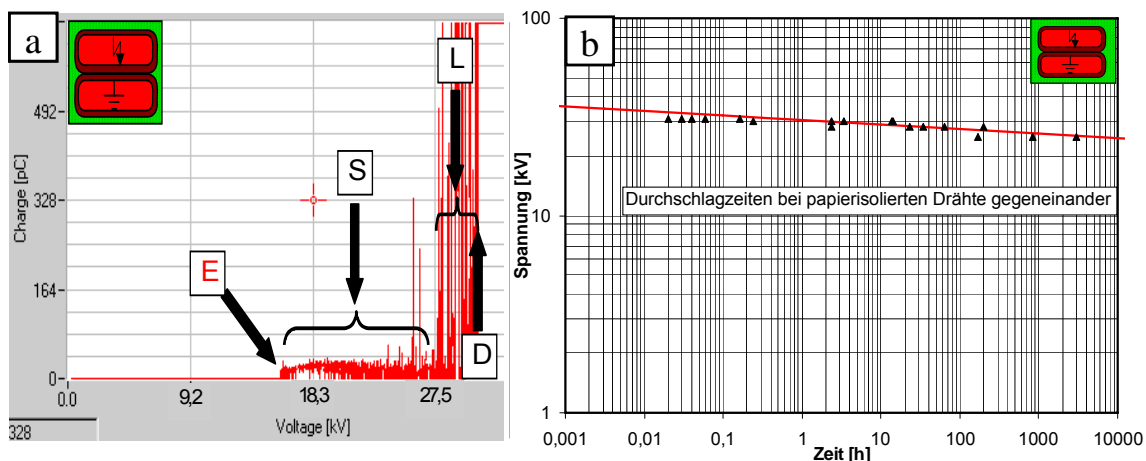 a
Charge [pC]
492
328
164
0
0.0
9,2
18,3
27,5
Voltage [kV]
328
E
S
L
D
b
Spannung [kV]
100
10
1
Durchschlagzeiten bei papierisolierten Drähte gegeneinander
0,001
0,01
0,1
1
10
100
1000
10000
Zeit [h]